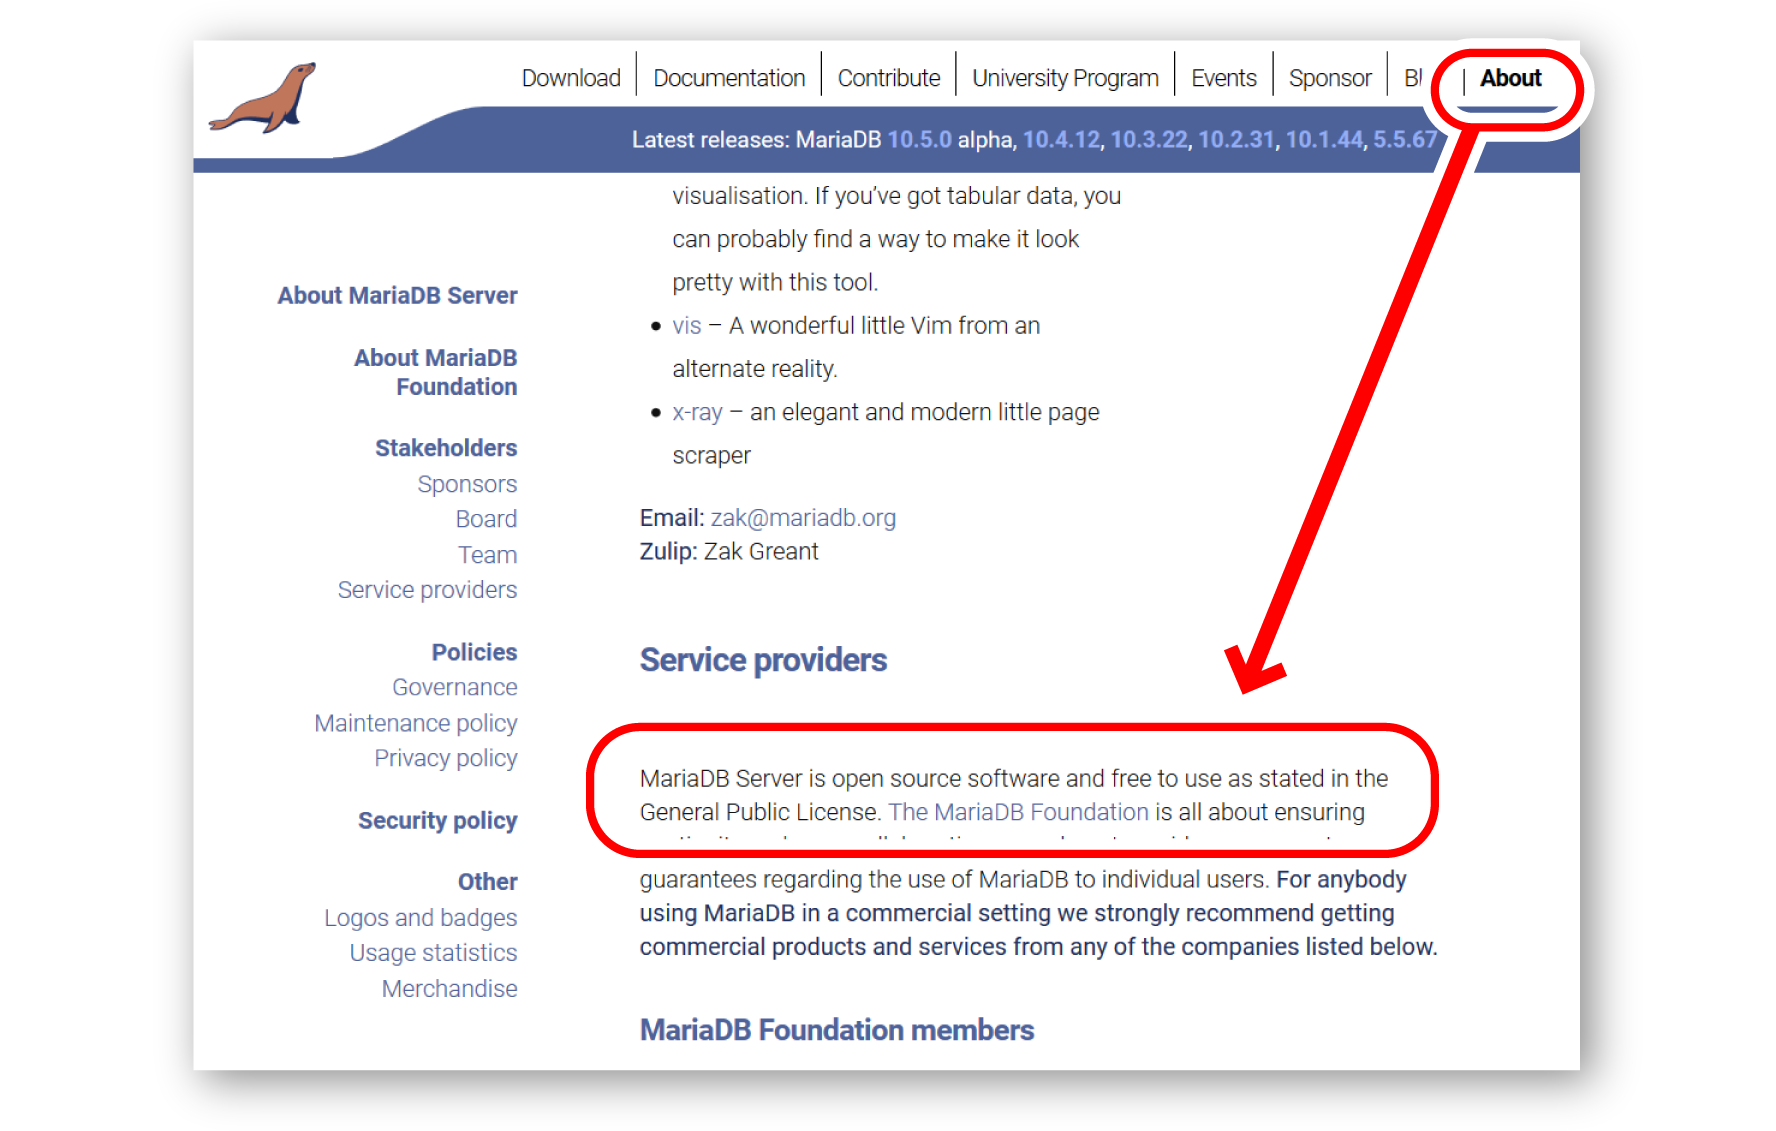 Download
Documentation
Contribute
University Program
Events
Sponsor
About
Latest releases: MariaDB 10.5.0 alpha, 10.4.12, 10.3.22, 10.2.31, 10.1.44, 5.5.67
About MariaDB Server
About MariaDB
Foundation
Stakeholders
Sponsors
Board
Team
Service providers
Policies
Governance
Maintenance policy
Privacy policy
Security policy
Other
Logos and badges
Usage statistics
Merchandise
visualisation. If you’ve got tabular data, you
can probably find a way to make it look
pretty with this tool.
• vis – A wonderful little Vim from an
alternate reality.
• x-ray – an elegant and modern little page
scraper
Email: zak@mariadb.org
Zulip: Zak Greant
Service providers
MariaDB Server is open source software and free to use as stated in the
General Public License. The MariaDB Foundation is all about ensuring
guarantees regarding the use of MariaDB to individual users. For anybody
using MariaDB in a commercial setting we strongly recommend getting
commercial products and services from any of the companies listed below.
MariaDB Foundation members